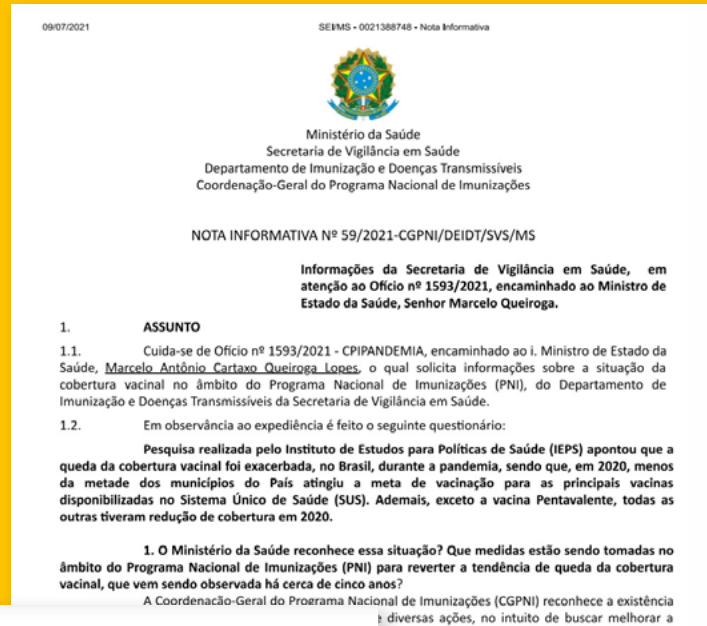 09/07/2021 SEI/MS - 0021388748 - Nota Informativa
Ministério da Saúde
Secretaria de Vigilância em Saúde
Departamento de Imunização e Doenças Transmissíveis
Coordenação-Geral do Programa Nacional de Imunizações
NOTA INFORMATIVA Nº 59/2021-CGPNI/DEIDT/SVS/MS
Informações da Secretaria de Vigilância em Saúde, em
atenção ao Ofício nº 1593/2021, encaminhado ao Ministro de
Estado da Saúde, Senhor Marcelo Queiroga.
1. ASSUNTO
1.1. Cuida-se de Ofício nº 1593/2021 - CPIPANDEMIA, encaminhado ao i. Ministro de Estado da
Saúde, Marcelo Antônio Cartaxo Queiroga Lopes, o qual solicita informações sobre a situação da
cobertura vacinal no âmbito do Programa Nacional de Imunizações (PNI), do Departamento de
Imunização e Doenças Transmissíveis da Secretaria de Vigilância em Saúde.
1.2. Em observância ao expediência é feito o seguinte questionário:
Pesquisa realizada pelo Instituto de Estudos para Políticas de Saúde (IEPS) apontou que a
queda da cobertura vacinal foi exacerbada, no Brasil, durante a pandemia, sendo que, em 2020, menos
da metade dos municípios do País atingiu a meta de vacinação para as principais vacinas
disponibilizadas no Sistema Único de Saúde (SUS). Ademais, exceto a vacina Pentavalente, todas as
outras tiveram redução de cobertura em 2020.
1. O Ministério da Saúde reconhece essa situação? Que medidas estão sendo tomadas no
âmbito do Programa Nacional de Imunizações (PNI) para reverter a tendência de queda da cobertura
vacinal, que vem sendo observada há cerca de cinco anos?
A Coordenação-Geral do Programa Nacional de Imunizações (CGPNI) reconhece a existência
diversas ações, no intuito de buscar melhorar a